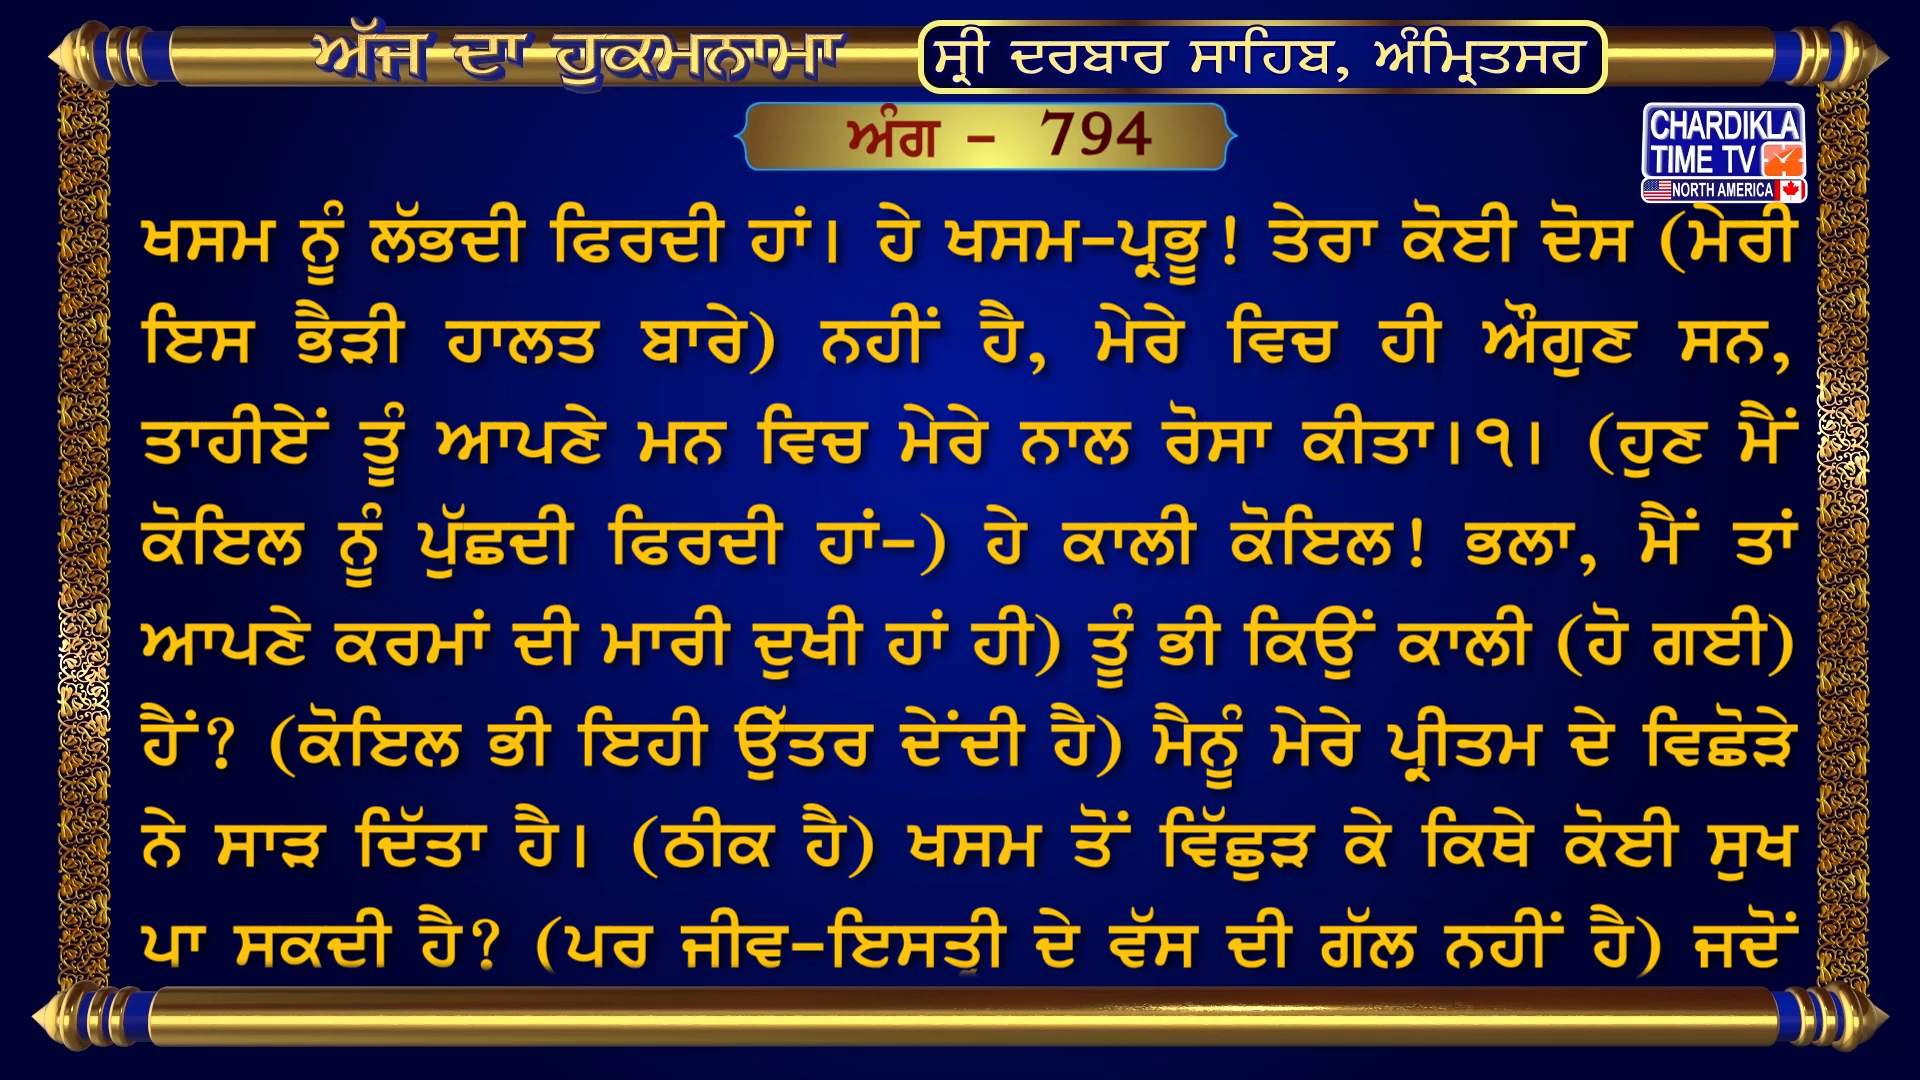 ਅੱਜ ਦਾ ਹੁਕਮਨਾਮਾ
ਸ੍ਰੀ ਦਰਬਾਰ ਸਾਹਿਬ, ਅੰਮ੍ਰਿਤਸਰ
ਅੰਗ - 794
CHARDIKLA
TIME TV
NORTH AMERICA
ਖਸਮ ਨੂੰ ਲੱਭਦੀ ਫਿਰਦੀ ਹਾਂ। ਹੇ ਖਸਮ-ਪ੍ਰਭੂ! ਤੇਰਾ ਕੋਈ ਦੋਸ (ਮੇਰੀ
ਇਸ ਭੈੜੀ ਹਾਲਤ ਬਾਰੇ) ਨਹੀਂ ਹੈ, ਮੇਰੇ ਵਿਚ ਹੀ ਔਗੁਣ ਸਨ,
ਤਾਹੀਏਂ ਤੂੰ ਆਪਣੇ ਮਨ ਵਿਚ ਮੇਰੇ ਨਾਲ ਰੋਸਾ ਕੀਤਾ।੧। (ਹੁਣ ਮੈਂ
ਕੋਇਲ ਨੂੰ ਪੁੱਛਦੀ ਫਿਰਦੀ ਹਾਂ-) ਹੇ ਕਾਲੀ ਕੋਇਲ! ਭਲਾ, ਮੈਂ ਤਾਂ
ਆਪਣੇ ਕਰਮਾਂ ਦੀ ਮਾਰੀ ਦੁਖੀ ਹਾਂ ਹੀ) ਤੂੰ ਭੀ ਕਿਉਂ ਕਾਲੀ (ਹੋ ਗਈ)
ਹੈਂ? (ਕੋਇਲ ਭੀ ਇਹੀ ਉੱਤਰ ਦੇਂਦੀ ਹੈ) ਮੈਨੂੰ ਮੇਰੇ ਪ੍ਰੀਤਮ ਦੇ ਵਿਛੋੜੇ
ਨੇ ਸਾੜ ਦਿੱਤਾ ਹੈ। (ਠੀਕ ਹੈ) ਖਸਮ ਤੋਂ ਵਿੱਛੁੜ ਕੇ ਕਿਥੇ ਕੋਈ ਸੁਖ
ਪਾ ਸਕਦੀ ਹੈ? (ਪਰ ਜੀਵ-ਇਸਤ੍ਰੀ ਦੇ ਵੱਸ ਦੀ ਗੱਲ ਨਹੀਂ ਹੈ) ਜਦੋਂ